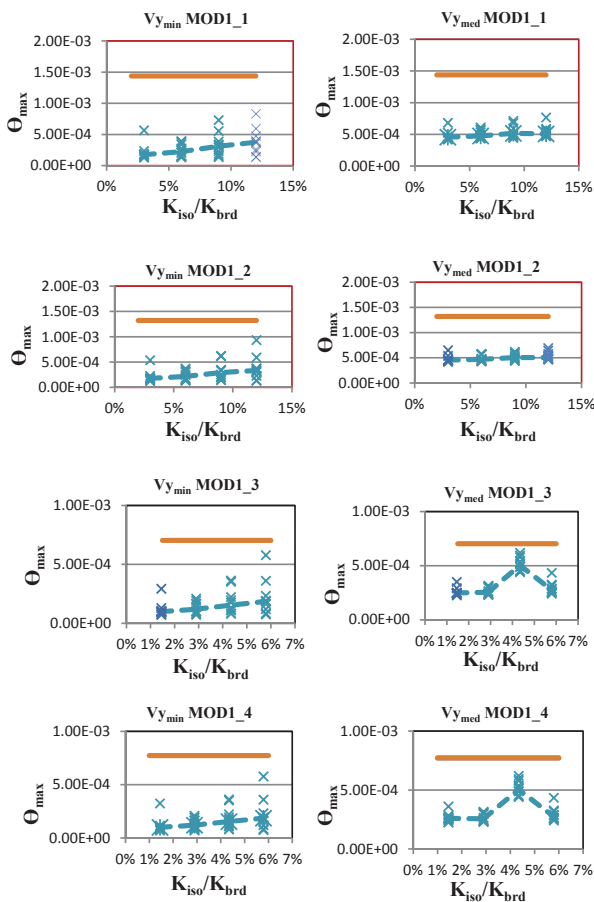 Vymin MOD1_1
2.00E-03
1.50E-03
1.00E-03
5.00E-04
0.00E+00
Θmax
0% 5% 10% 15%
Kiso/Kbrd
Vymed MOD1_1
2.00E-03
1.50E-03
1.00E-03
5.00E-04
0.00E+00
Θmax
0% 5% 10% 15%
Kiso/Kbrd
Vymin MOD1_2
2.00E-03
1.50E-03
1.00E-03
5.00E-04
0.00E+00
Θmax
0% 5% 10% 15%
Kiso/Kbrd
Vymed MOD1_2
2.00E-03
1.50E-03
1.00E-03
5.00E-04
0.00E+00
Θmax
0% 5% 10% 15%
Kiso/Kbrd
Vymin MOD1_3
1.00E-03
5.00E-04
0.00E+00
Θmax
0% 1% 2% 3% 4% 5% 6% 7%
Kiso/Kbrd
Vymed MOD1_3
1.00E-03
5.00E-04
0.00E+00
Θmax
0% 1% 2% 3% 4% 5% 6% 7%
Kiso/Kbrd
Vymin MOD1_4
1.00E-03
5.00E-04
0.00E+00
Θmax
0% 1% 2% 3% 4% 5% 6% 7%
Kiso/Kbrd
Vymed MOD1_4
1.00E-03
5.00E-04
0.00E+00
Θmax
0% 1% 2% 3% 4% 5% 6% 7%
Kiso/Kbrd